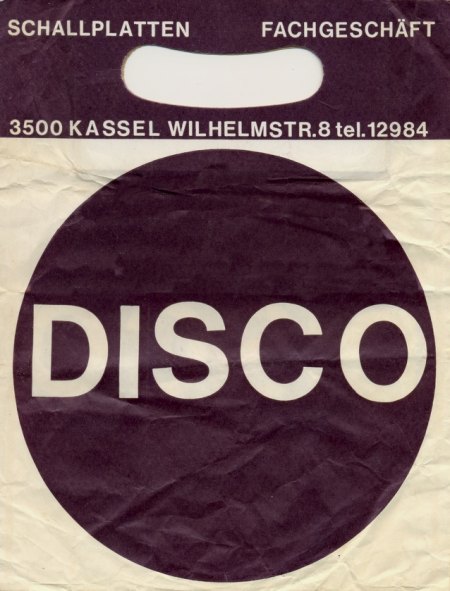 SCHALLPLATTEN FACHGESCHÄFT
3500 KASSEL WILHELMSTR.8 tel.12984
DISCO